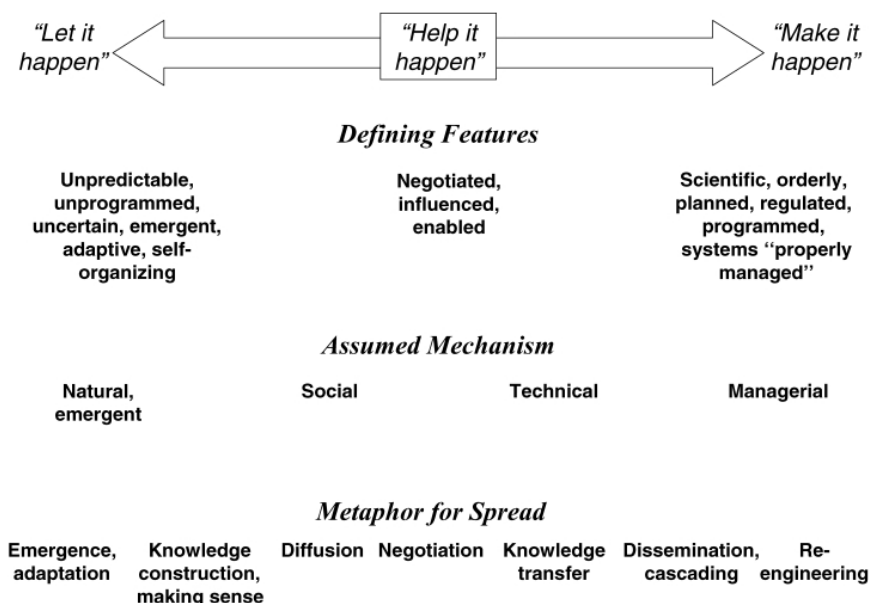 “Let it
happen”
“Help it
happen”
“Make it
happen”
Defining Features
Unpredictable,
unprogrammed,
uncertain, emergent,
adaptive, self-
organizing
Negotiated,
influenced,
enabled
Scientific, orderly,
planned, regulated,
programmed,
systems “properly
managed”
Assumed Mechanism
Natural,
emergent
Social
Technical
Managerial
Metaphor for Spread
Emergence,
adaptation
Knowledge
construction,
making sense
Diffusion
Negotiation
Knowledge
transfer
Dissemination,
cascading
Re-
engineering